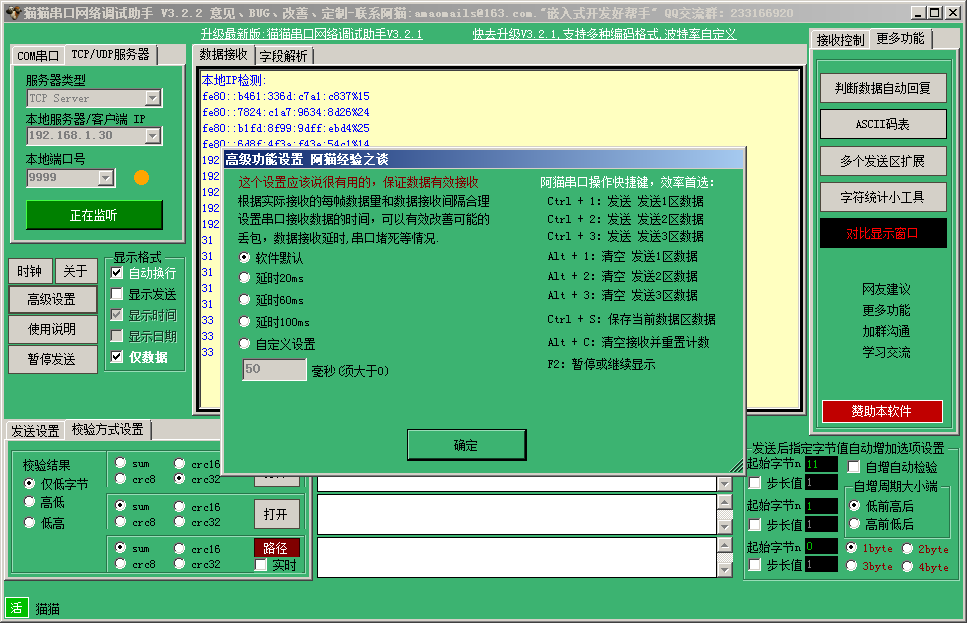 猫猫串口网络调试助手 V3.2.2 意见、BUG、改善、定制-联系阿猫:amaomails@163.com."嵌入式开发好帮手" QQ交流群: 233166920
升级最新版:猫猫串口网络调试助手V3.2.1
快去升级V3.2.1,支持多种编码格式,波特率自定义
COM串口
TCP/UDP服务器
服务器类型
TCP Server
本地服务器/客户端 IP
192.168.1.30
本地端口号
9999
正在监听
时钟
关于
高级设置
使用说明
暂停发送
显示格式
自动换行
显示发送
显示时间
显示日期
仅数据
数据接收
字段解析
本地IP检测:
fe80::b461:336d:c7a1:c837%15
fe80::7824:c1a7:9634:8d26%24
fe80::b1fd:8f99:9dff:ebd4%25
fe80::6d8f:4f3a:f43e:54c1%14
192
192
192
192
192
31
31
31
31
31
33
33
33
高级功能设置 阿猫经验之谈
这个设置应该说很有用的，保证数据有效接收
根据实际接收的每帧数据量和数据接收间隔合理
设置串口接收数据的时间，可以有效改善可能的
丢包，数据接收延时,串口堵死等情况.
软件默认
延时20ms
延时60ms
延时100ms
自定义设置
50
毫秒(须大于0)
阿猫串口操作快捷键，效率首选:
Ctrl + 1: 发送 发送1区数据
Ctrl + 2: 发送 发送2区数据
Ctrl + 3: 发送 发送3区数据
Alt + 1: 清空 发送1区数据
Alt + 2: 清空 发送2区数据
Alt + 3: 清空 发送3区数据
Ctrl + S: 保存当前数据区数据
Alt + C: 清空接收并重置计数
F2: 暂停或继续显示
确定
接收控制
更多功能
判断数据自动回复
ASCII码表
多个发送区扩展
字符统计小工具
对比显示窗口
网友建议
更多功能
加群沟通
学习交流
赞助本软件
发送设置
校验方式设置
校验结果
仅低字节
高低
低高
sum
crc16
crc8
crc32
sum
crc16
crc8
crc32
打开
sum
crc16
crc8
crc32
路径
实时
发送后指定字节值自动增加选项设置
起始字节n
11
步长值
1
起始字节n
1
步长值
1
起始字节n
0
步长值
1
自增自动检验
自增周期大小端
低前高后
高前低后
1byte
2byte
3byte
4byte
活
猫猫